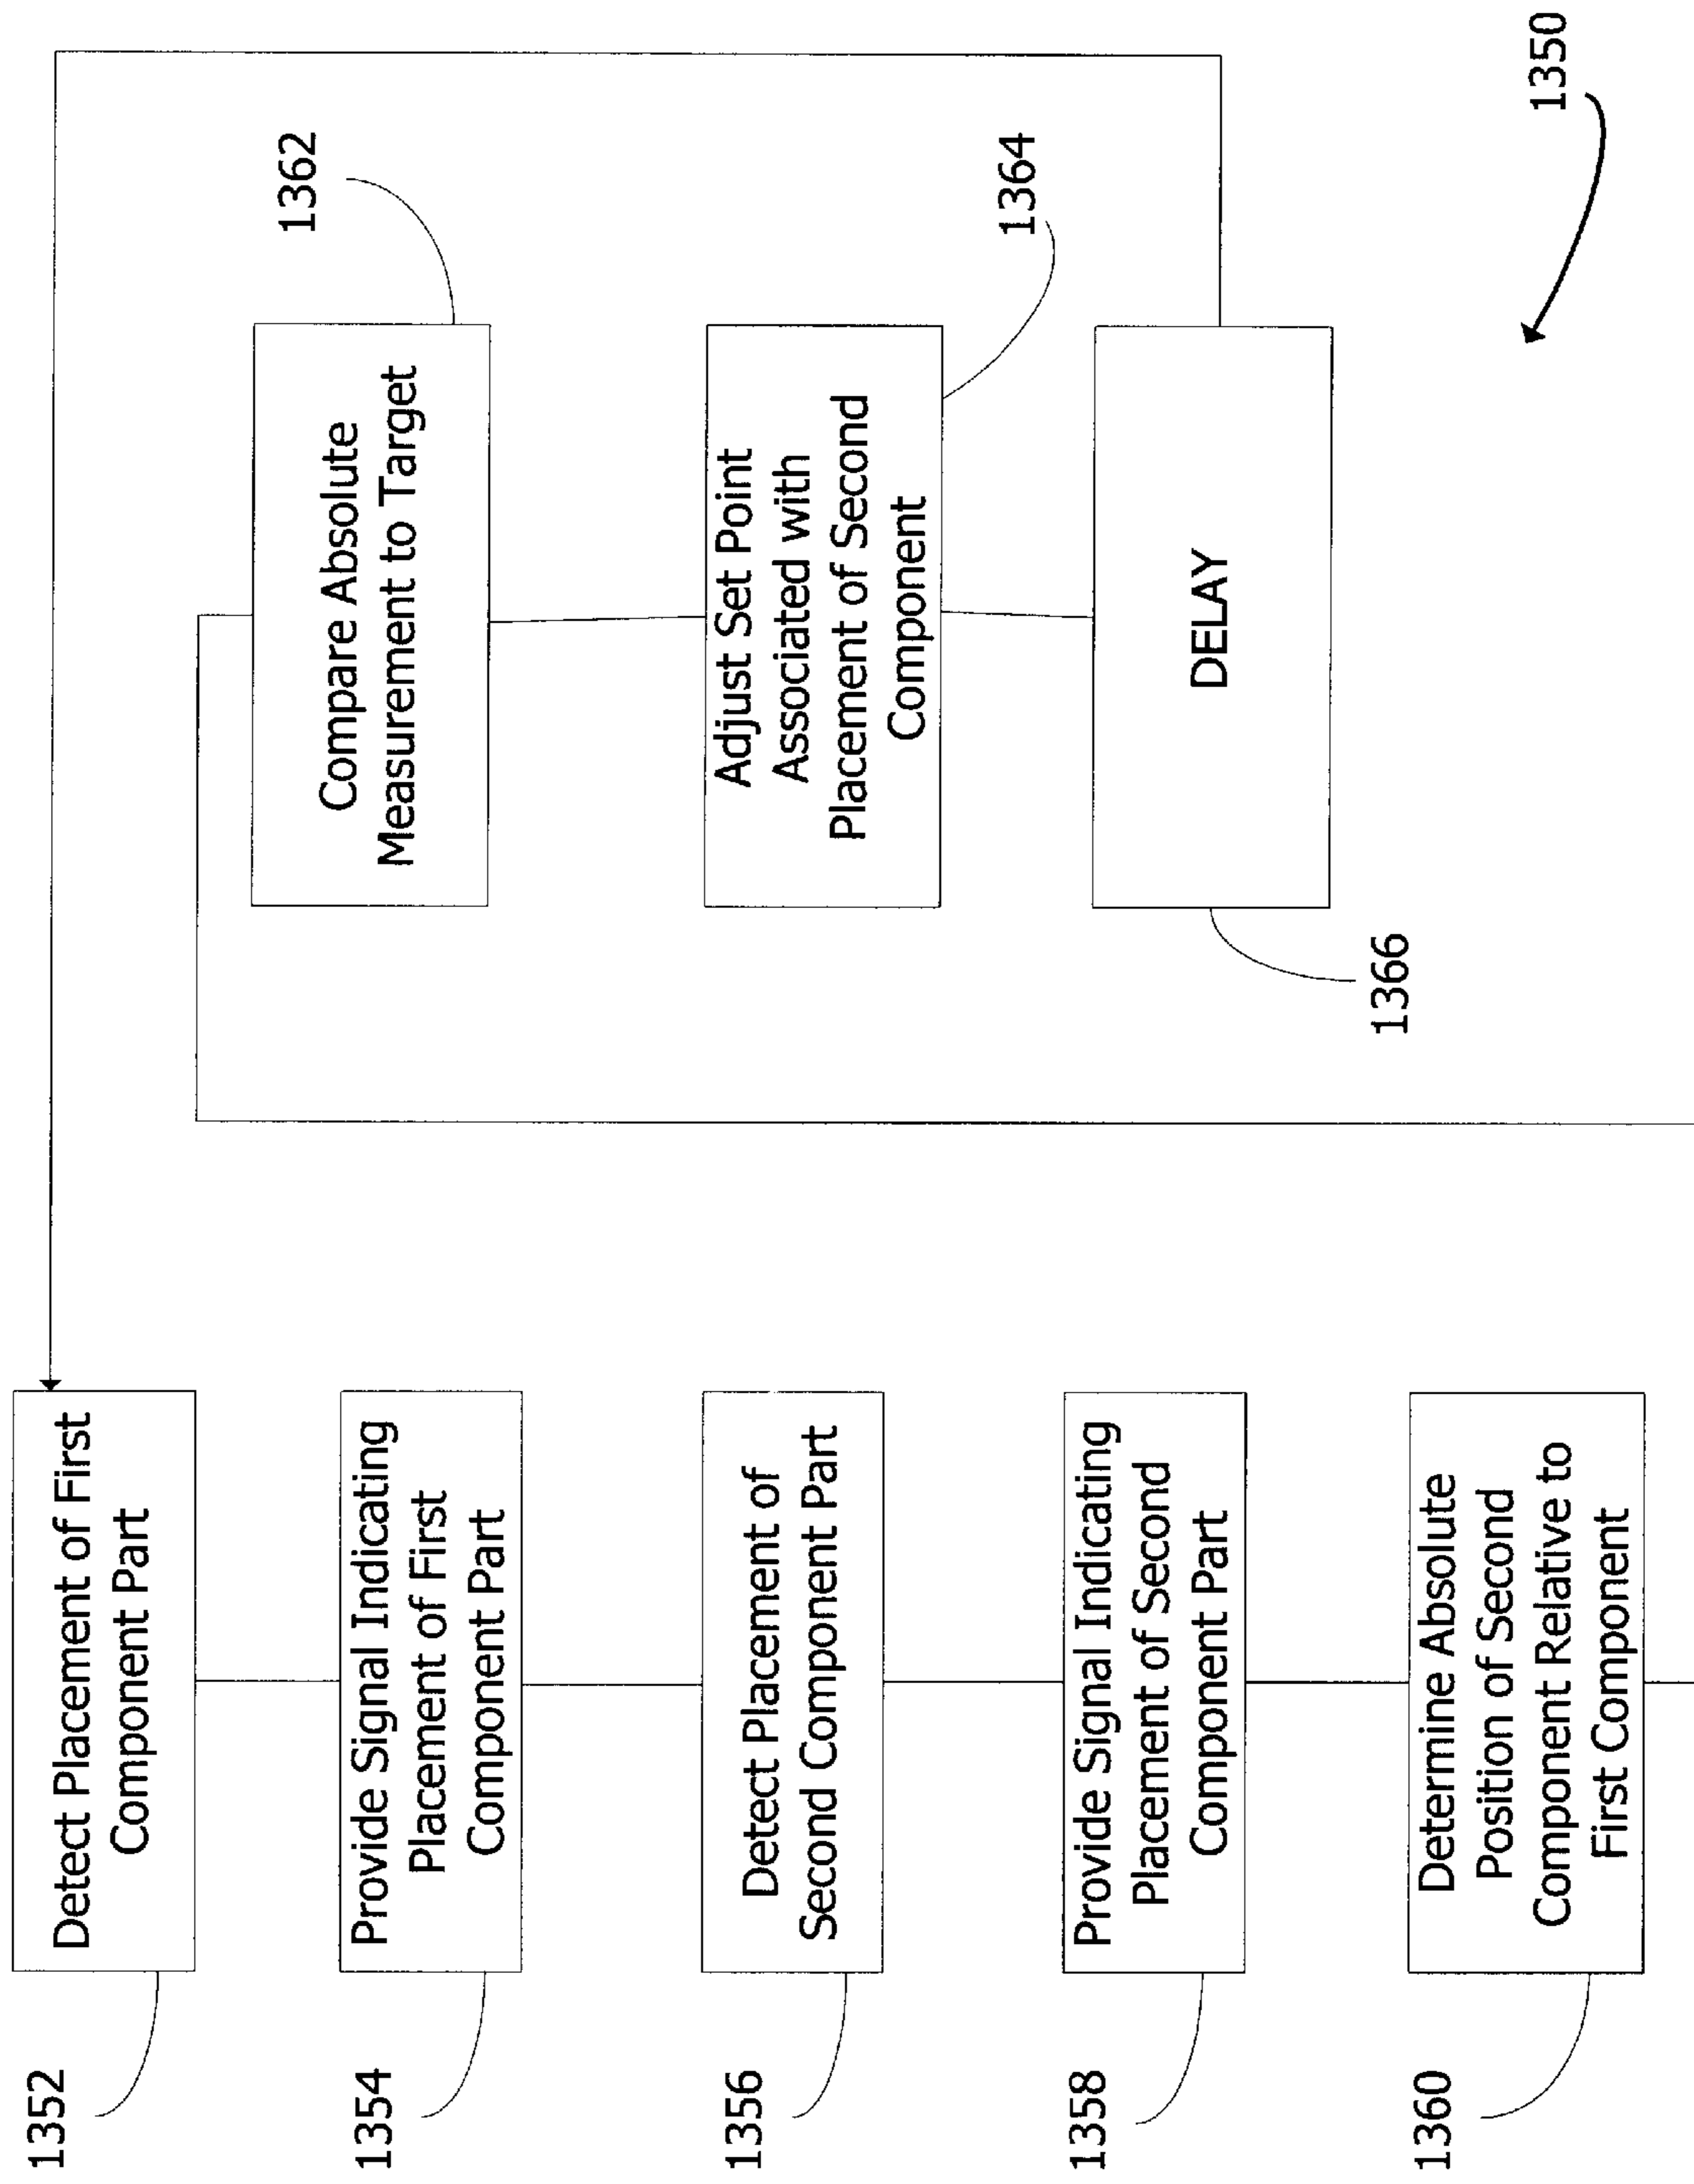 1352
Detect Placement of First
Component Part
1354
Provide Signal Indicating
Placement of First
Component Part
1356
Detect Placement of
Second Component Part
1358
Provide Signal Indicating
Placement of Second
Component Part
1360
Determine Absolute
Position of Second
Component Relative to
First Component
1362
Compare Absolute
Measurement to Target
1364
Adjust Set Point
Associated with
Placement of Second
Component
1366
DELAY
1350